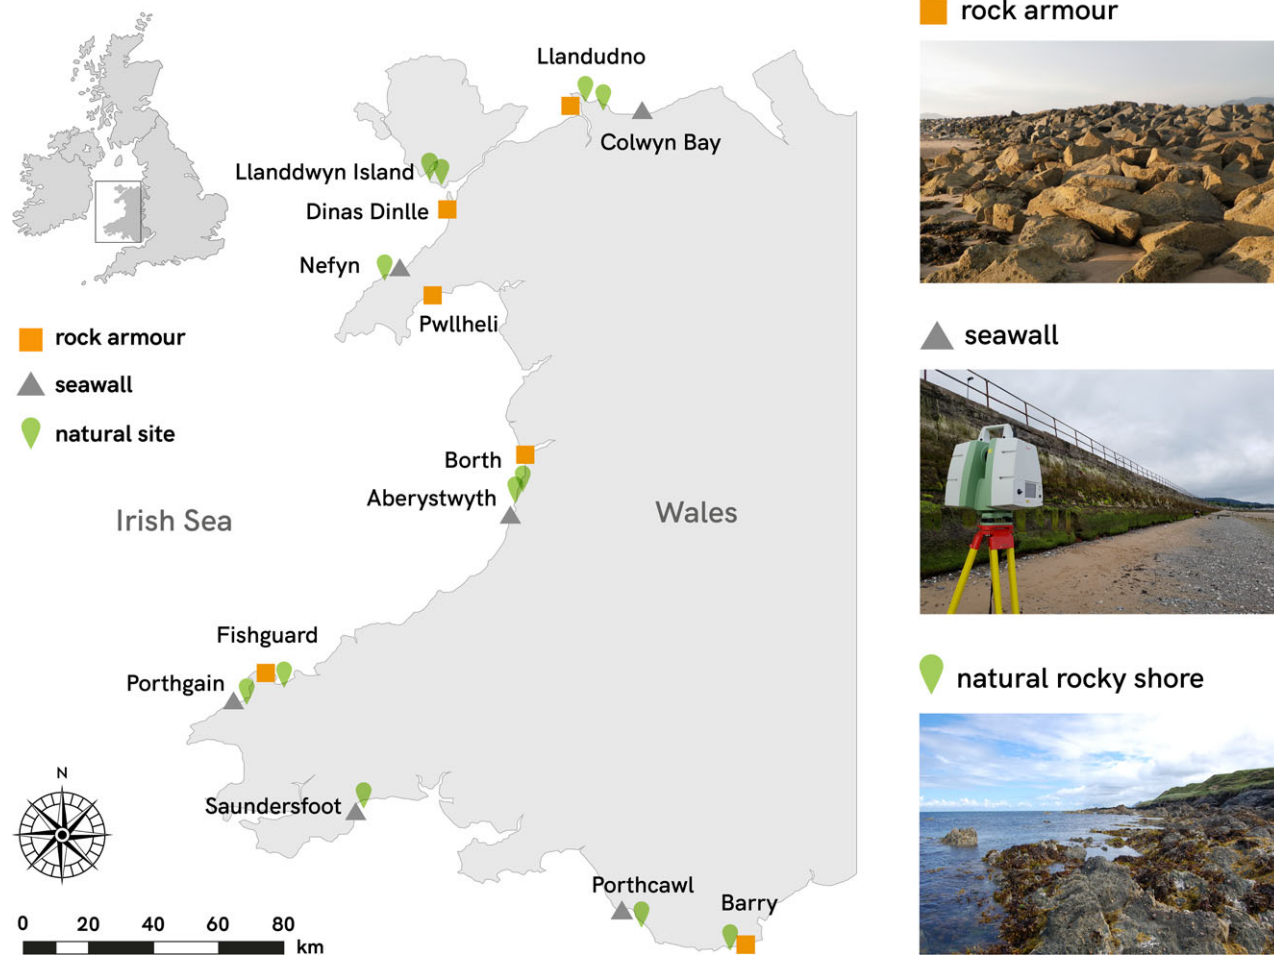 Llandudno
Colwyn Bay
Llanddwyn Island
Dinas Dinlle
Nefyn
Pwllheli
rock armour
seawall
natural site
Borth
Aberystwyth
Irish Sea
Wales
Fishguard
Porthgain
Saundersfoot
Porthcawl
Barry
N
0 20 40 60 80
km
rock armour
seawall
natural rocky shore